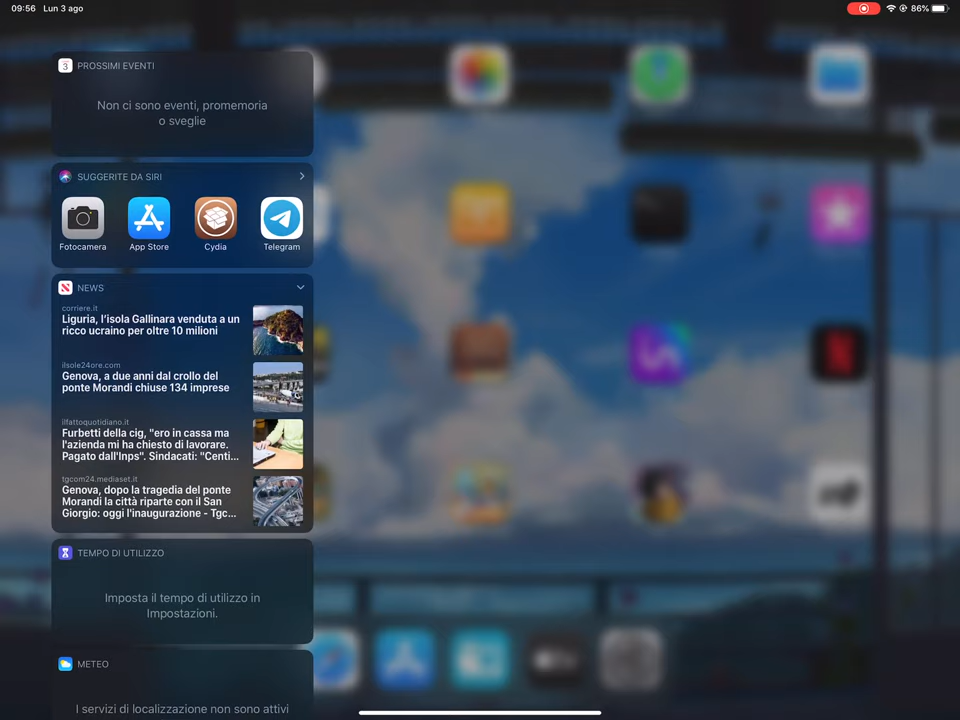 09:56 Lun 3 ago
86%
3 PROSSIMI EVENTI
Non ci sono eventi, promemoria
o sveglie
SUGGERITE DA SIRI
Fotocamera App Store Cydia Telegram
NEWS
corriere.it
Liguria, l'isola Gallinara venduta a un
ricco ucraino per oltre 10 milioni
ilsole24ore.com
Genova, a due anni dal crollo del
ponte Morandi chiuse 134 imprese
ilfattoquotidiano.it
Furbetti della cig, "ero in cassa ma
l'azienda mi ha chiesto di lavorare.
Pagato dall'Inps". Sindacati: "Centi...
tgcom24.mediaset.it
Genova, dopo la tragedia del ponte
Morandi la città riparte con il San
Giorgio: oggi l'inaugurazione - Tgc...
TEMPO DI UTILIZZO
Imposta il tempo di utilizzo in
Impostazioni.
METEO
I servizi di localizzazione non sono attivi